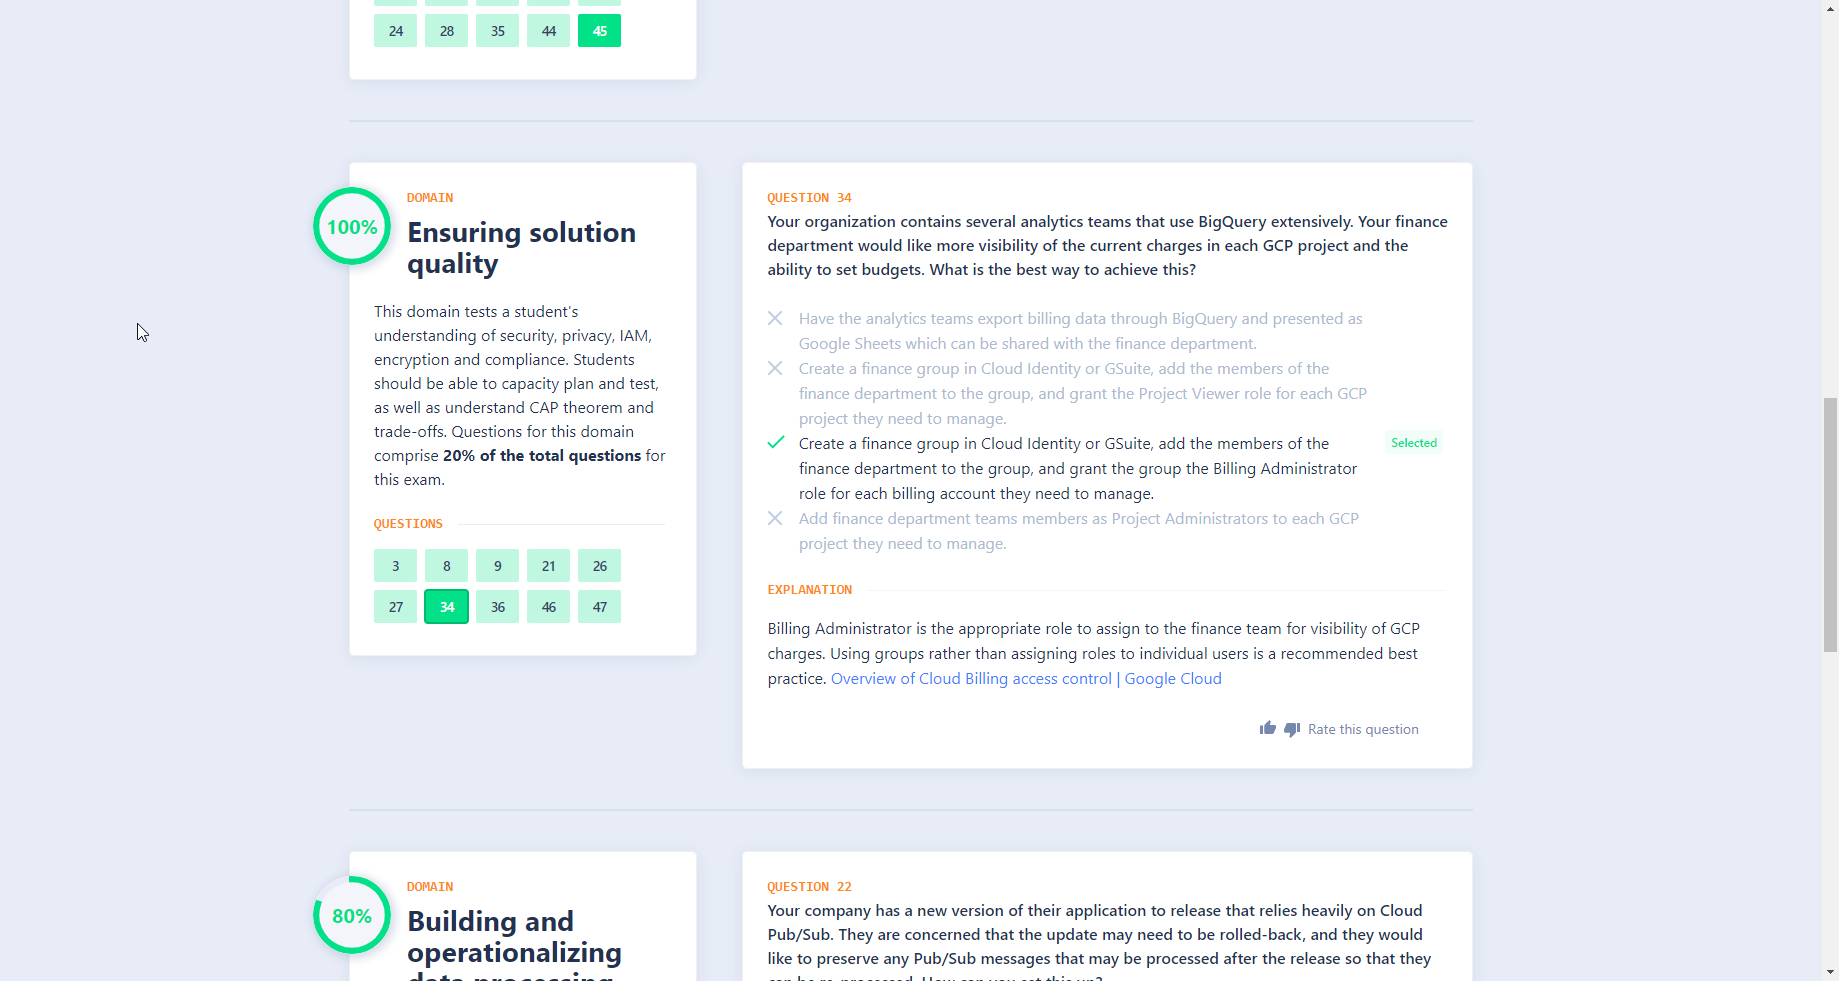 24 28 35 44 45
100%
DOMAIN
Ensuring solution
quality
This domain tests a student's
understanding of security, privacy, IAM,
encryption and compliance. Students
should be able to capacity plan and test,
as well as understand CAP theorem and
trade-offs. Questions for this domain
comprise 20% of the total questions for
this exam.
QUESTIONS
3 8 9 21 26
27 34 36 46 47
QUESTION 34
Your organization contains several analytics teams that use BigQuery extensively. Your finance
department would like more visibility of the current charges in each GCP project and the
ability to set budgets. What is the best way to achieve this?
Have the analytics teams export billing data through BigQuery and presented as
Google Sheets which can be shared with the finance department.
Create a finance group in Cloud Identity or GSuite, add the members of the
finance department to the group, and grant the Project Viewer role for each GCP
project they need to manage.
Create a finance group in Cloud Identity or GSuite, add the members of the
Selected
finance department to the group, and grant the group the Billing Administrator
role for each billing account they need to manage.
Add finance department teams members as Project Administrators to each GCP
project they need to manage.
EXPLANATION
Billing Administrator is the appropriate role to assign to the finance team for visibility of GCP
charges. Using groups rather than assigning roles to individual users is a recommended best
practice. Overview of Cloud Billing access control | Google Cloud
Rate this question
80%
DOMAIN
Building and
operationalizing
data processing
QUESTION 22
Your company has a new version of their application to release that relies heavily on Cloud
Pub/Sub. They are concerned that the update may need to be rolled-back, and they would
like to preserve any Pub/Sub messages that may be processed after the release so that they
can be re-processed. How can you set this up?